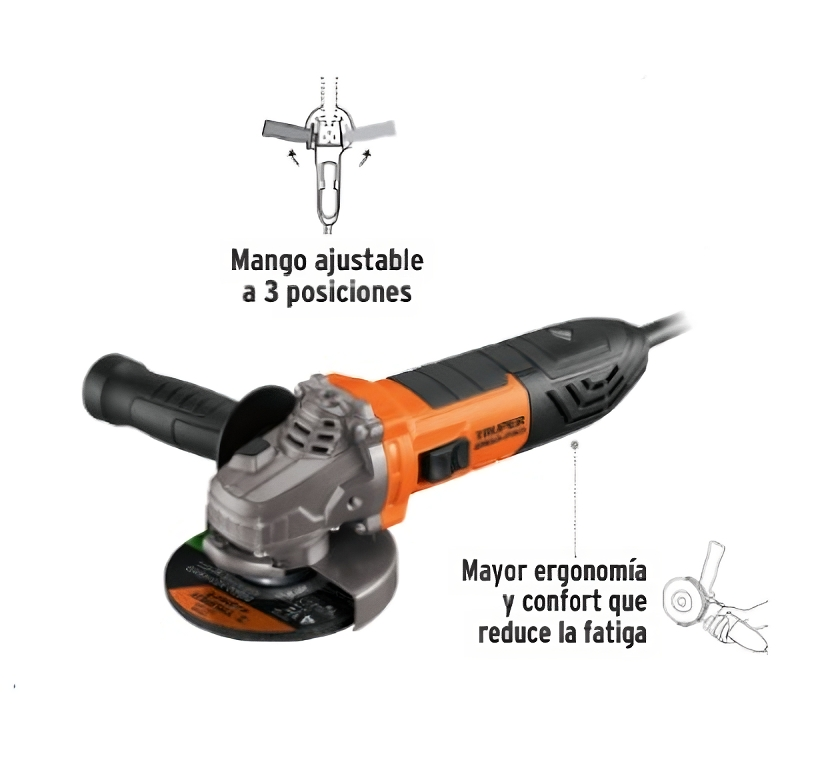 Mango ajustable
a 3 posiciones
TRUPER
Mayor ergonomía
y confort que
reduce la fatiga